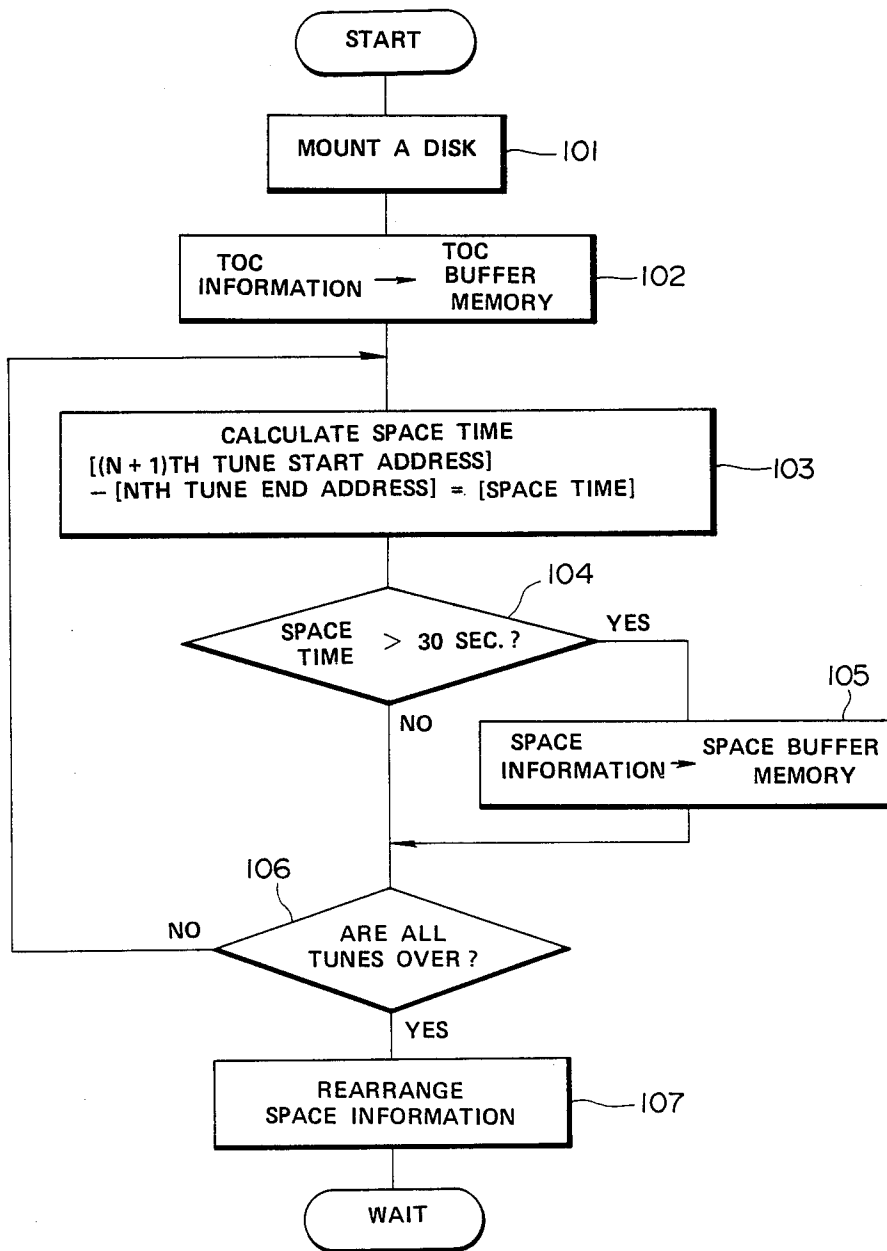 START
MOUNT A DISK
101
TOC INFORMATION → TOC BUFFER MEMORY
102
CALCULATE SPACE TIME
[(N + 1)TH TUNE START ADDRESS]
– [NTH TUNE END ADDRESS] = [SPACE TIME]
103
104
SPACE TIME > 30 SEC. ?
YES
NO
105
SPACE INFORMATION → SPACE BUFFER MEMORY
106
NO
ARE ALL
TUNES OVER ?
YES
REARRANGE
SPACE INFORMATION
107
WAIT